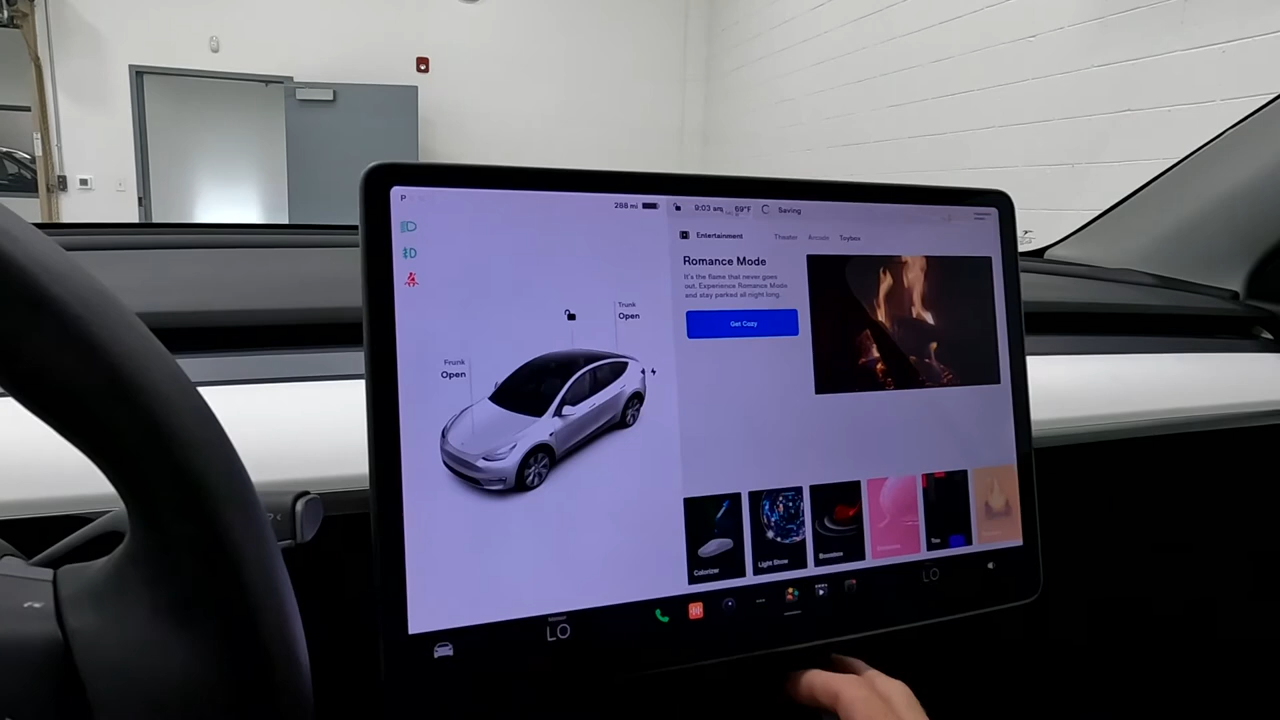 P
288 mi
9:03 am 69°F Saving
Entertainment
Theater Arcade Toybox
Romance Mode
It's the flame that never goes
out. Experience Romance Mode
and stay parked all night long.
Get Cozy
Trunk
Open
Frunk
Open
Colorizer
Light Show
Boombox
LO
LO